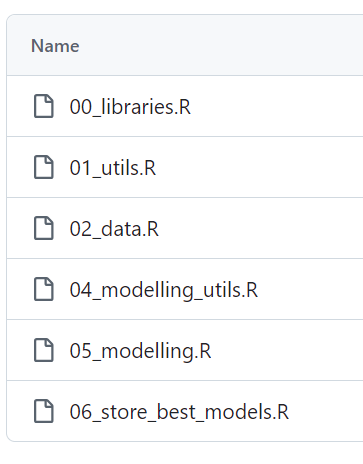 Name
00_libraries.R
01_utils.R
02_data.R
04_modelling_utils.R
05_modelling.R
06_store_best_models.R